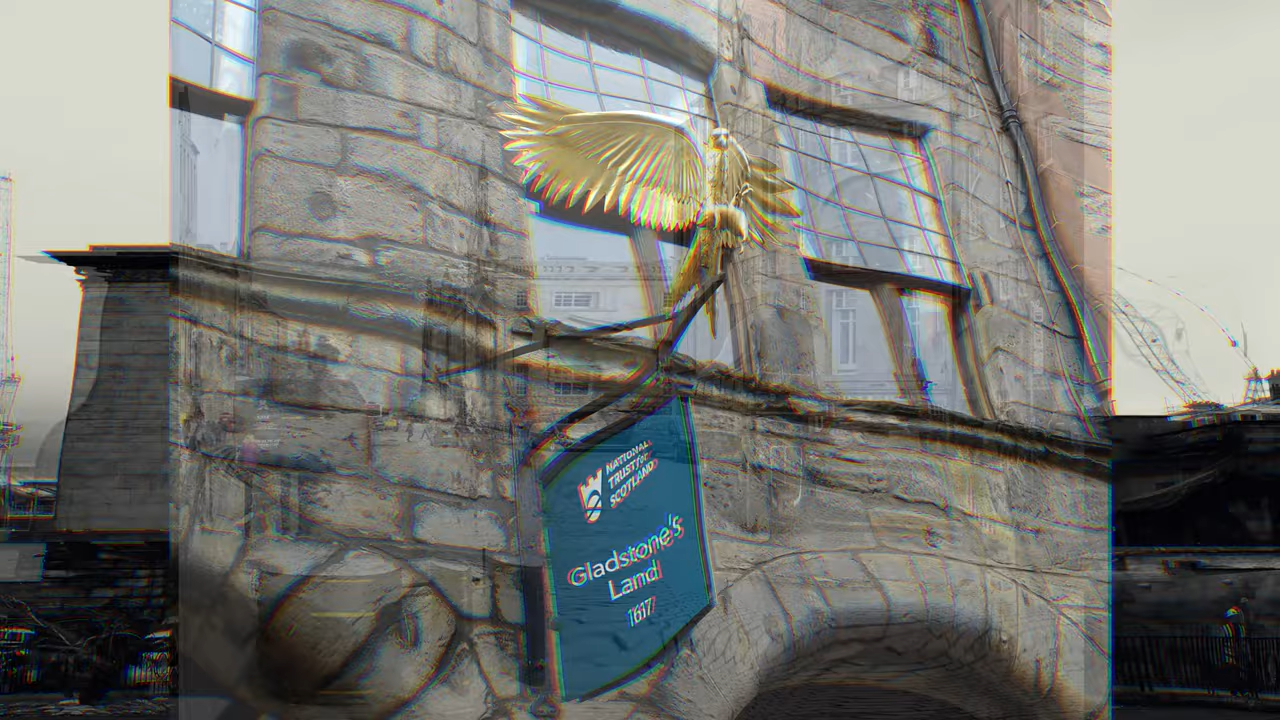 NATIONAL
TRUST for
SCOTLAND
Gladstone's
Land
1617